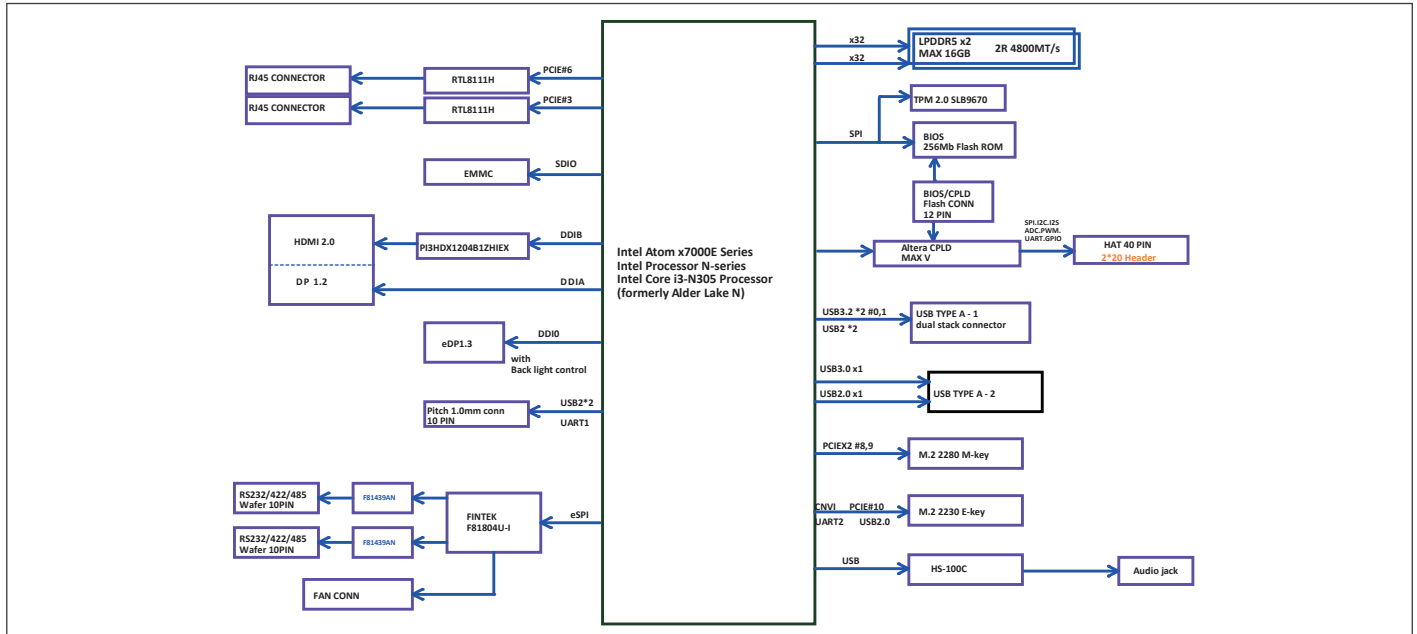 PCIE#6
RJ45 CONNECTOR
RTL8111H
PCIE#3
RJ45 CONNECTOR
RTL8111H
SDIO
EMMC
HDMI 2.0
PI3HDX1204B1ZHIEX
DDIB
DP 1.2
DDIA
eDP1.3
DDI0
with
Back light control
Pitch 1.0mm conn
10 PIN
USB2*2
UART1
RS232/422/485
Wafer 10PIN
F81439AN
FINTEK
F81804U-I
eSPI
RS232/422/485
Wafer 10PIN
F81439AN
FAN CONN
Intel Atom x7000E Series
Intel Processor N-series
Intel Core i3-N305 Processor
(formerly Alder Lake N)
x32
x32
LPDDR5 x2
MAX 16GB
2R 4800MT/s
TPM 2.0 SLB9670
SPI
BIOS
256Mb Flash ROM
BIOS/CPLD
Flash CONN
12 PIN
Altera CPLD
MAX V
SPI.I2C.I2S
ADC.PWM.
UART.GPIO
HAT 40 PIN
2*20 Header
USB3.2 *2 #0,1
USB2 *2
USB TYPE A - 1
dual stack connector
USB3.0 x1
USB2.0 x1
USB TYPE A - 2
PCIEX2 #8,9
M.2 2280 M-key
CNVI PCIE#10
UART2 USB2.0
M.2 2230 E-key
USB
HS-100C
Audio jack